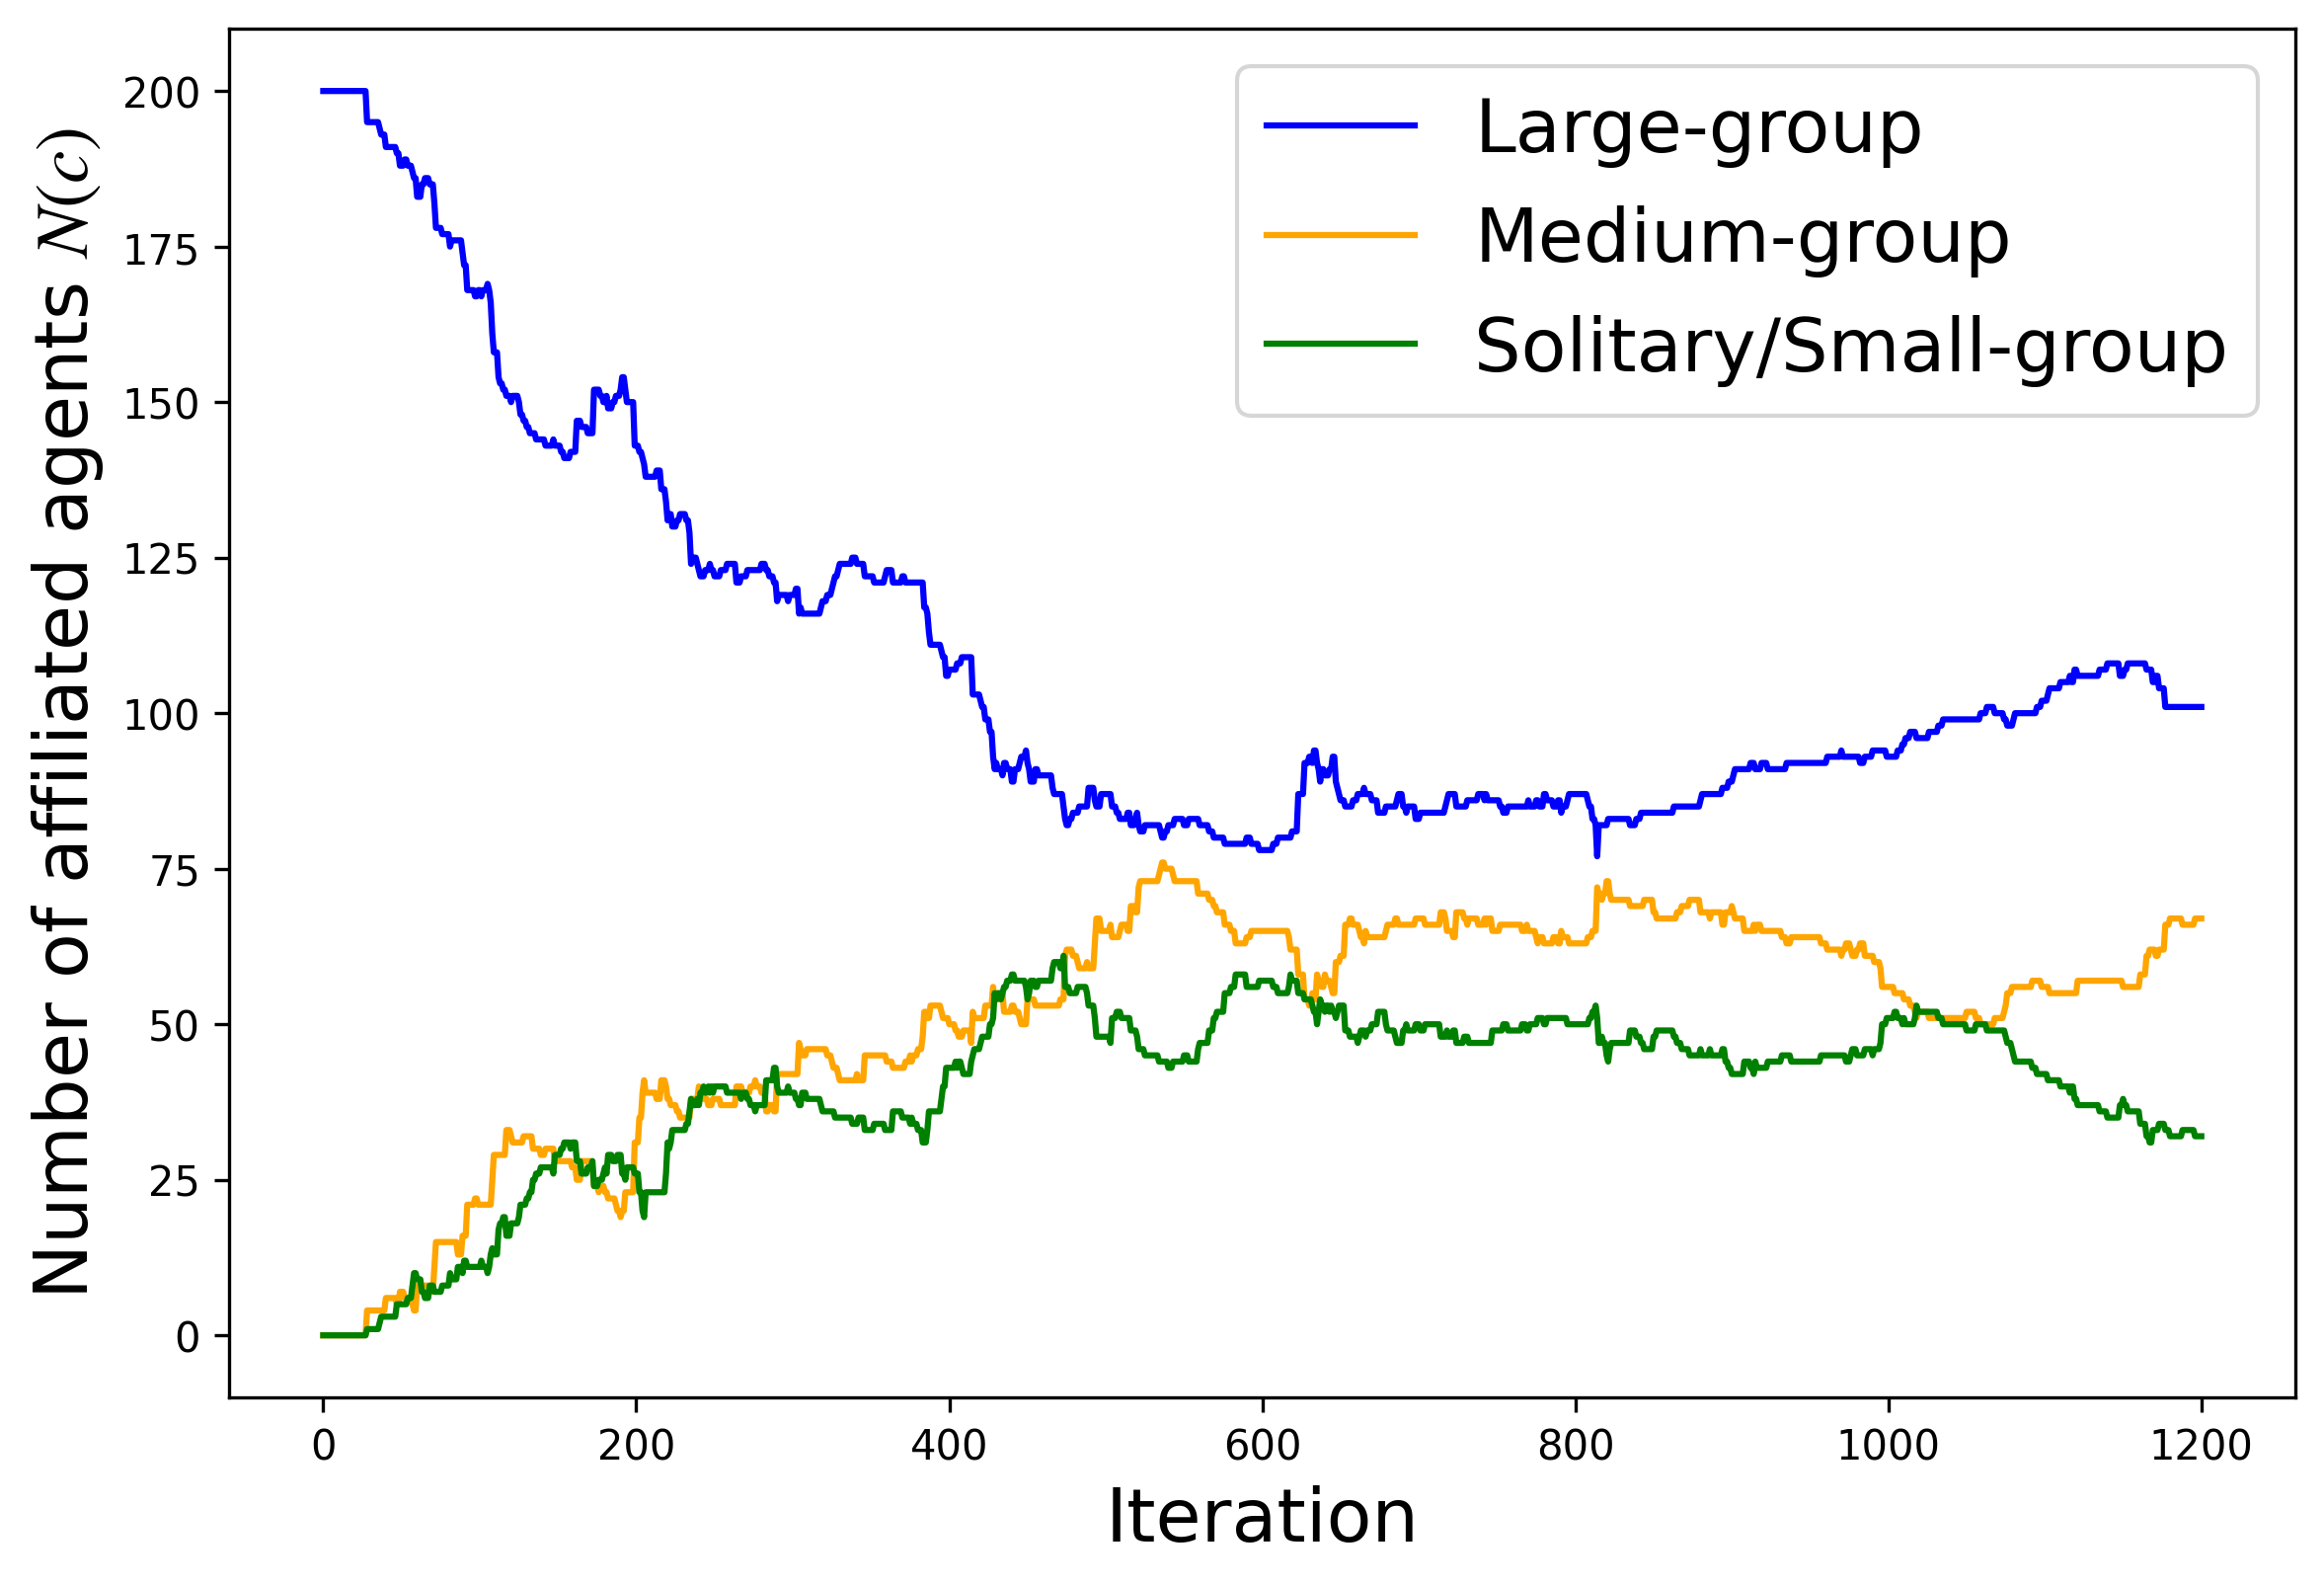 Number of affiliated agents N(c)
200
175
150
125
100
75
50
25
0
Large-group
Medium-group
Solitary/Small-group
0 200 400 600 800 1000 1200
Iteration